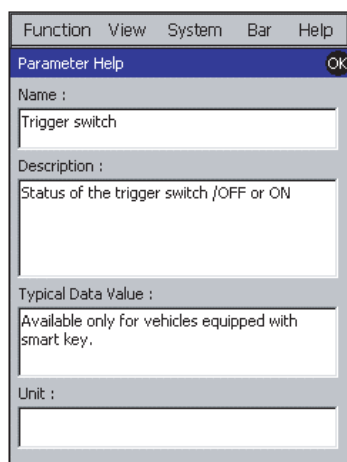 Function View System Bar Help
Parameter Help OK
Name :
Trigger switch
Description :
Status of the trigger switch /OFF or ON
Typical Data Value :
Available only for vehicles equipped with
smart key.
Unit :